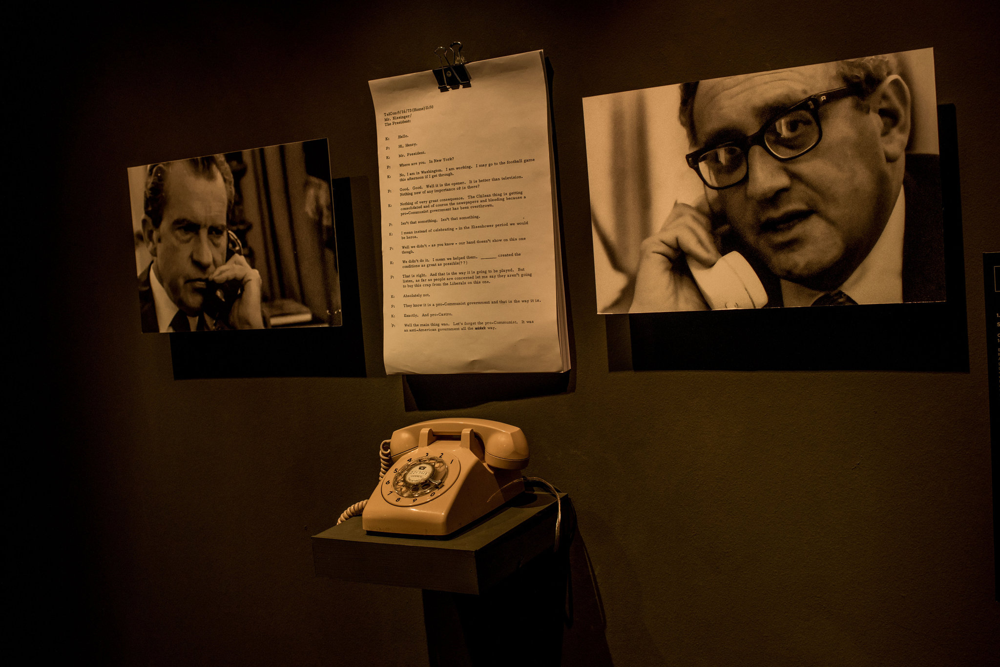 TelCon:9/16/73 (Home) 11:50
Mr. Kissinger/
The President:
K: Hello.
P: Hi, Henry.
K: Mr. President.
P: Where are you. In New York?
K: No, I am in Washington. I am working. I may go to the football game
this afternoon if I get through.
P: Good. Good. Well it is the opener. It is better than television.
Nothing new of any importance or is there?
K: Nothing of very great consequence. The Chilean thing is getting
consolidated and of course the newspapers and bleeding because a
pro-Communist government has been overthrown.
P: Isn't that something. Isn't that something.
K: I mean instead of celebrating - in the Eisenhower period we would
be heros.
P: Well we didn't - as you know - our hand doesn't show on this one
though.
K: We didn't do it. I mean we helped them. ______ created the
conditions as great as possible(??)
P: That is right. And that is the way it is going to be played. But
listen, as far as people are concerned let me say they aren't going
to buy this crap from the Liberals on this one.
K: Absolutely not.
P: They know it is a pro-Communist government and that is the way it is.
K: Exactly. And pro-Castro.
P: Well the main thing was. Let's forget the pro-Communist. It was
an anti-American government all the way.
1
2
3
4
5
6
7
8
9
0